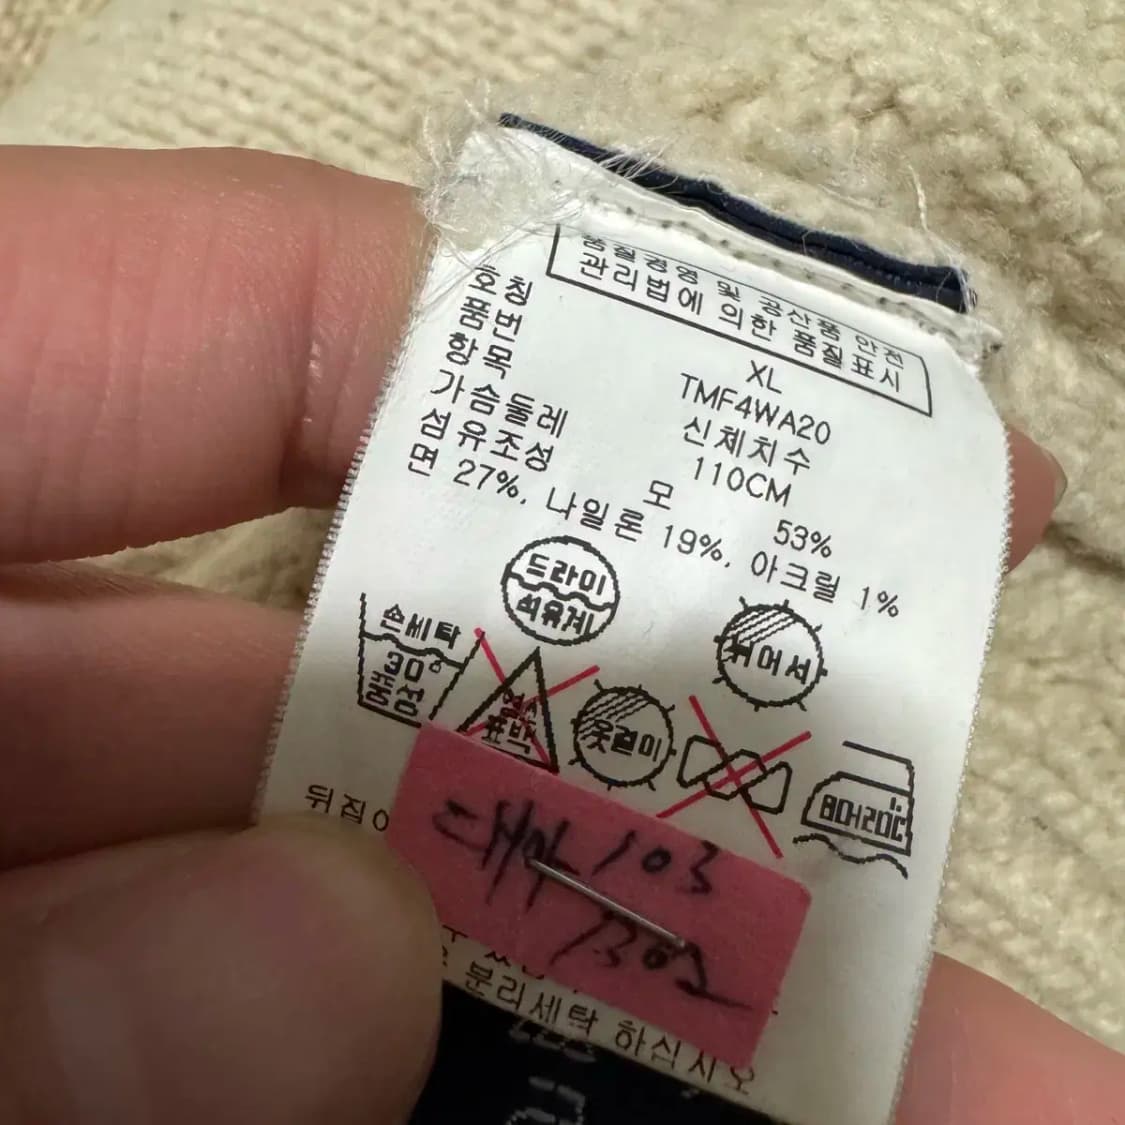 품질경영 및 공산품 안전
관리법에 의한 품질표시
호칭 XL
품번 TMF4WA20
항목 신체치수
가슴둘레 110CM
섬유조성 모 53%
면 27%, 나일론 19%, 아크릴 1%
드라이
석유계
뉘어서
손세탁
30℃
중성
염소
표백
옷걸이
뒤집
103
분리세탁 하십시오